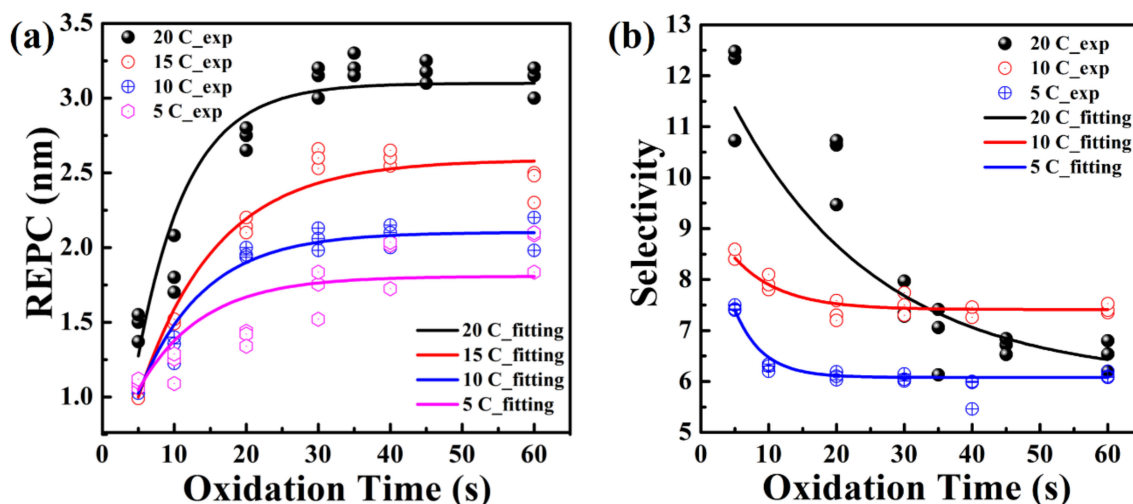 (a)
3.5
3.0
2.5
2.0
1.5
1.0
REPC (nm)
20 C_exp
15 C_exp
10 C_exp
5 C_exp
20 C_fitting
15 C_fitting
10 C_fitting
5 C_fitting
0 10 20 30 40 50 60
Oxidation Time (s)
(b)
13
12
11
10
9
8
7
6
5
Selectivity
20 C_exp
10 C_exp
5 C_exp
20 C_fitting
10 C_fitting
5 C_fitting
0 10 20 30 40 50 60
Oxidation Time (s)